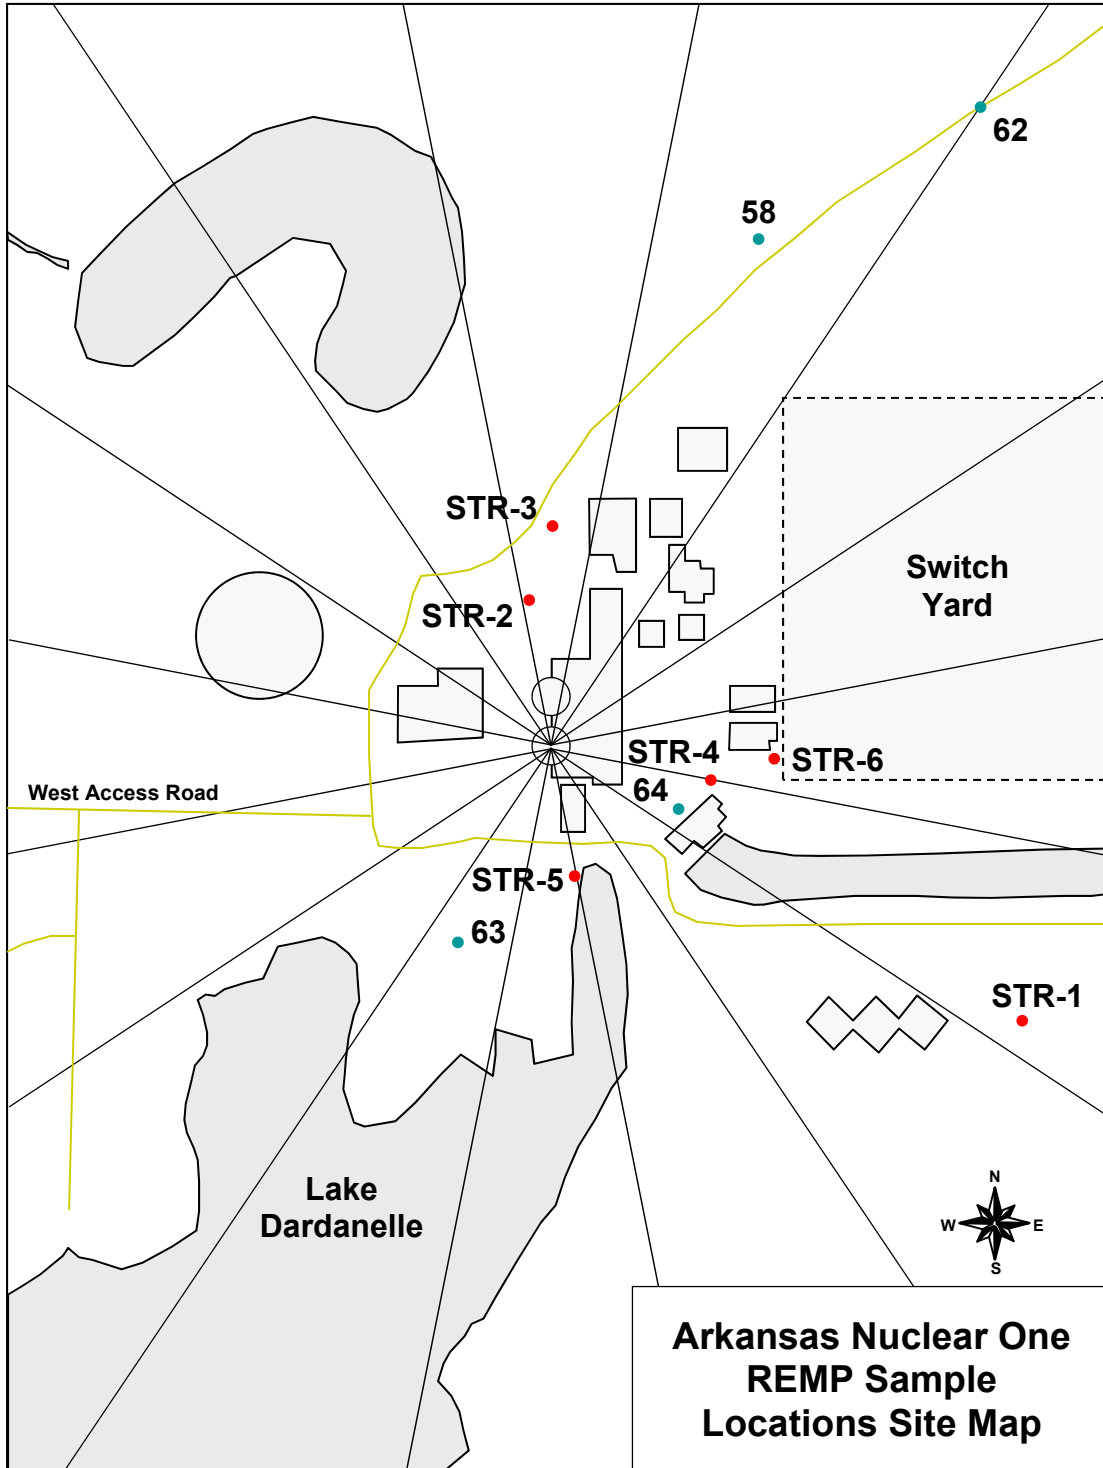 62
58
STR-3
Switch
Yard
STR-2
STR-4
STR-6
64
West Access Road
STR-5
63
STR-1
N
W
E
S
Lake
Dardanelle
Arkansas Nuclear One
REMP Sample
Locations Site Map